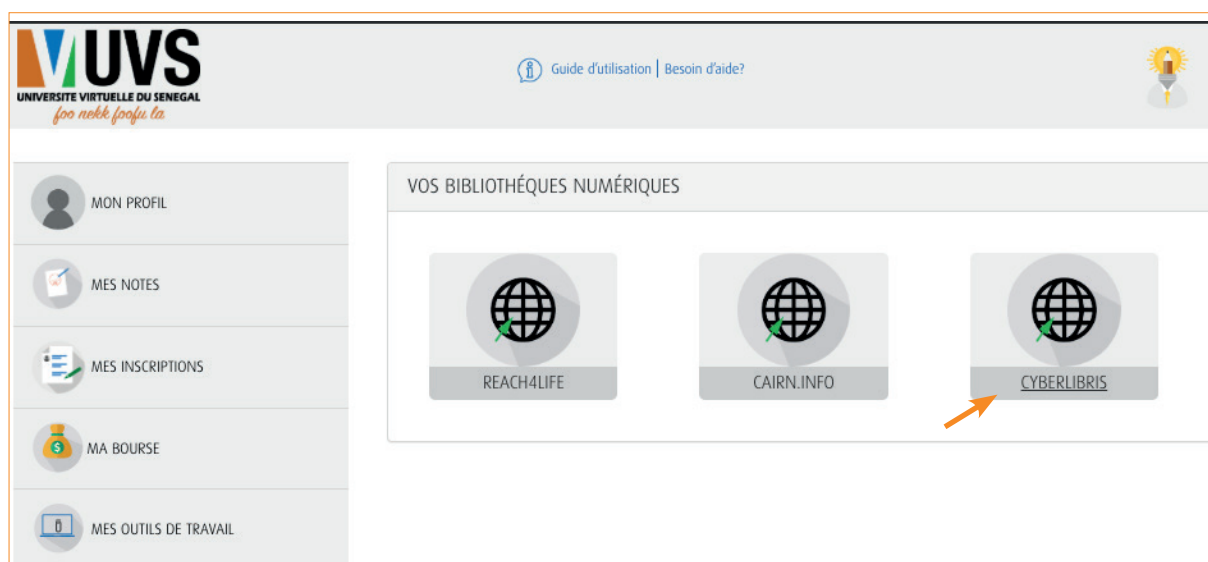 UVS
UNIVERSITE VIRTUELLE DU SENEGAL
foo nekk foofu la
Guide d'utilisation | Besoin d'aide?
MON PROFIL
MES NOTES
MES INSCRIPTIONS
MA BOURSE
MES OUTILS DE TRAVAIL
VOS BIBLIOTHÉQUES NUMÉRIQUES
REACH4LIFE
CAIRN.INFO
CYBERLIBRIS